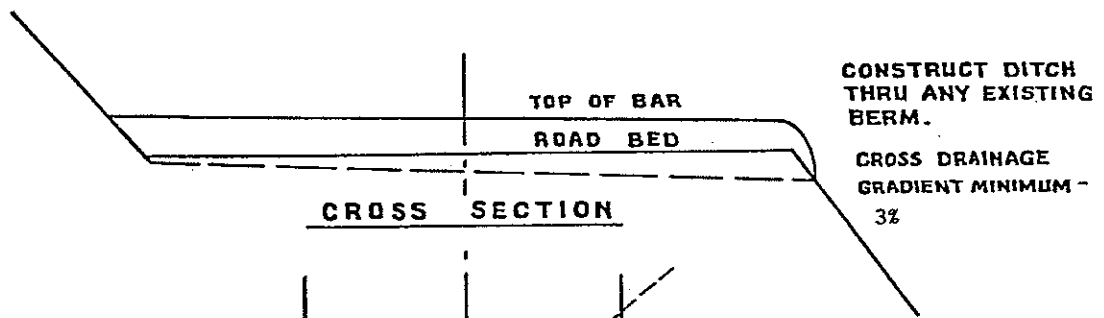 TOP OF BAR
ROAD BED
CROSS SECTION
CONSTRUCT DITCH
THRU ANY EXISTING
BERM.
CROSS DRAINAGE
GRADIENT MINIMUM -
3%